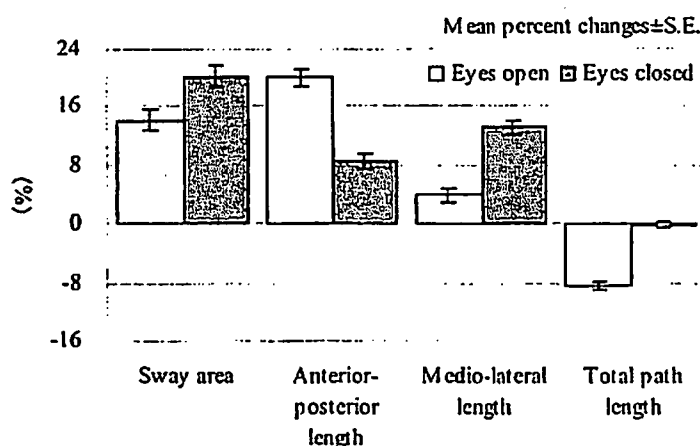 Mean percent changes±S.E.
24
Eyes open Eyes closed
16
8
0
-8
-16
(%)
Sway area
Anterior-
posterior
length
Medio-lateral
length
Total path
length